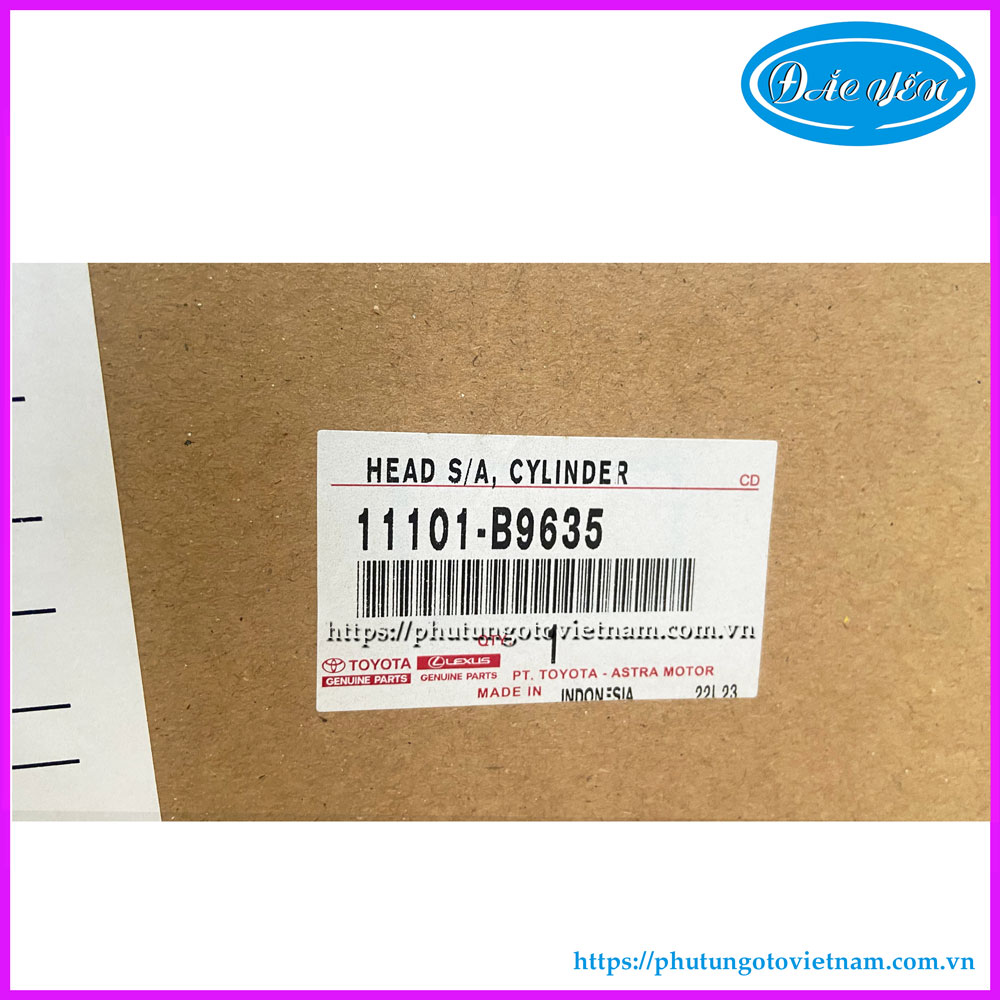 ĐẮC YẾN
HEAD S/A, CYLINDER
CD
11101-B9635
https://phutungotovietnam.com.vn
QTY. 1
TOYOTA
GENUINE PARTS
LEXUS
GENUINE PARTS
PT. TOYOTA - ASTRA MOTOR
MADE IN INDONESIA
https://phutungotovietnam.com.vn